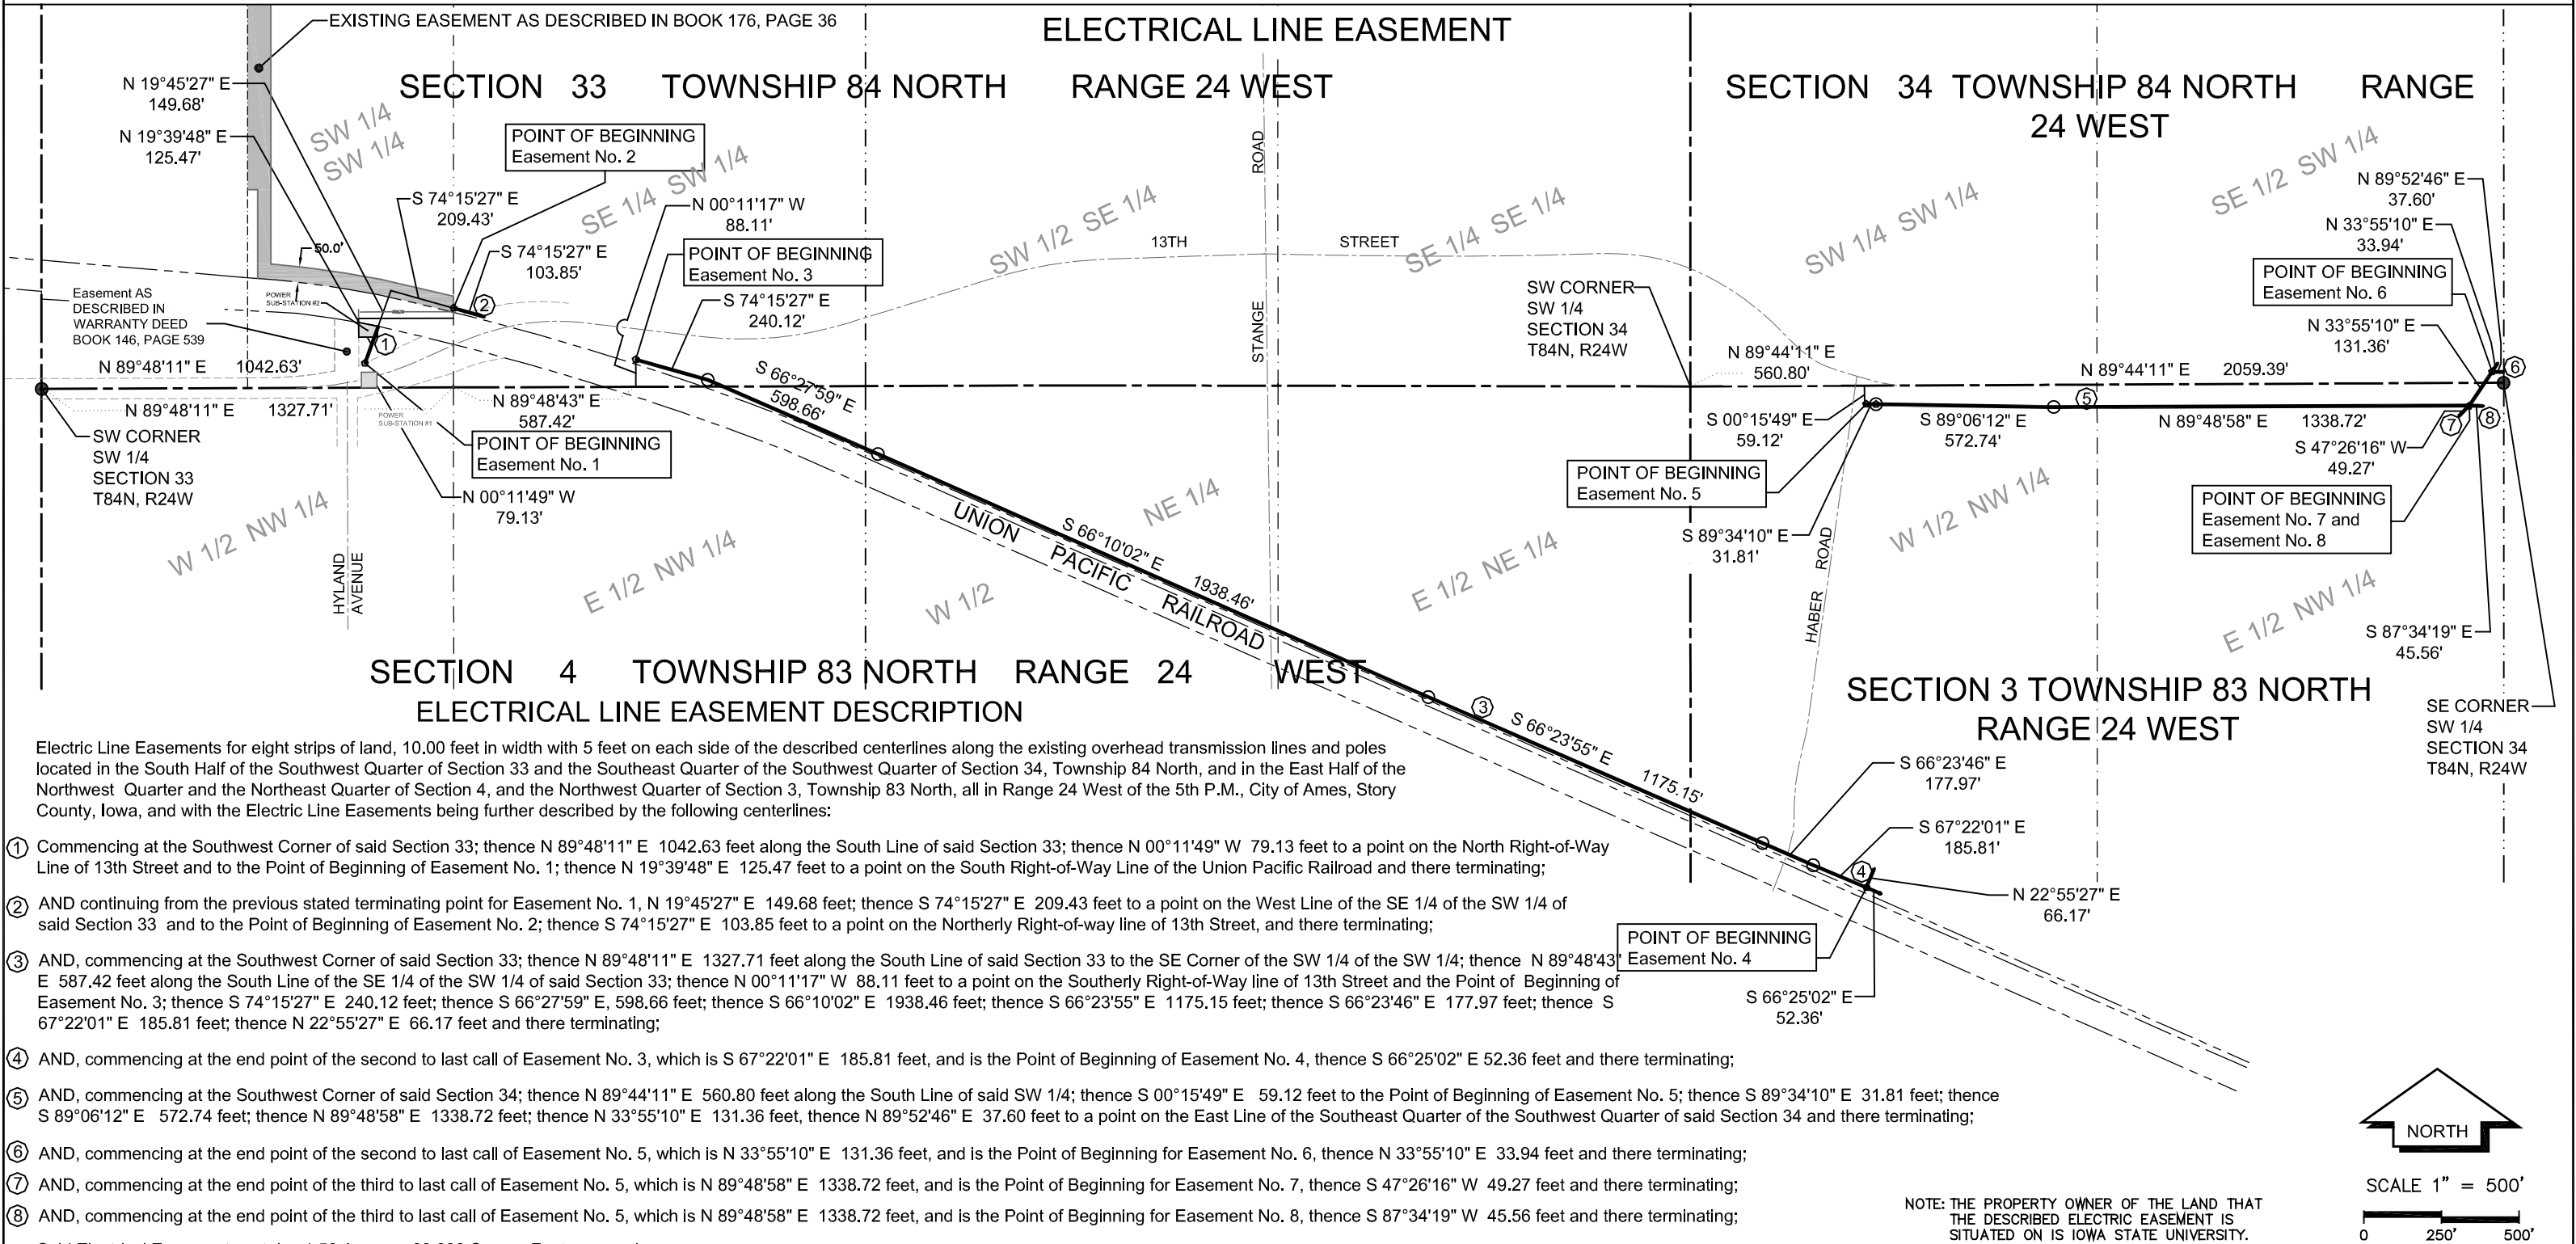 ELECTRICAL LINE EASEMENT
EXISTING EASEMENT AS DESCRIBED IN BOOK 176, PAGE 36
SECTION 33 TOWNSHIP 84 NORTH RANGE 24 WEST
SECTION 34 TOWNSHIP 84 NORTH RANGE
24 WEST
N 19°45'27" E
149.68'
N 19°39'48" E
125.47'
SW 1/4
SW 1/4
POINT OF BEGINNING
Easement No. 2
SE 1/4 SW 1/4
S 74°15'27" E
209.43'
50.0'
S 74°15'27" E
103.85'
2
N 00°11'17" W
88.11'
POINT OF BEGINNING
Easement No. 3
S 74°15'27" E
240.12'
SW 1/2 SE 1/4
STANGE ROAD
13TH STREET
SE 1/4 SE 1/4
SW 1/4 SW 1/4
SE 1/2 SW 1/4
N 89°52'46" E
37.60'
N 33°55'10" E
33.94'
POINT OF BEGINNING
Easement No. 6
N 33°55'10" E
131.36'
6
SW CORNER
SW 1/4
SECTION 34
T84N, R24W
N 89°44'11" E
560.80'
N 89°44'11" E 2059.39'
Easement AS
DESCRIBED IN
WARRANTY DEED
BOOK 146, PAGE 539
POWER
SUB-STATION #2
1
N 89°48'11" E 1042.63'
N 89°48'11" E 1327.71'
SW CORNER
SW 1/4
SECTION 33
T84N, R24W
POWER
SUB-STATION #1
N 89°48'43" E
587.42'
POINT OF BEGINNING
Easement No. 1
N 00°11'49" W
79.13'
S 66°27'59" E
598.66'
S 00°15'49" E
59.12'
S 89°06'12" E
572.74'
5
N 89°48'58" E 1338.72'
7
8
S 47°26'16" W
49.27'
POINT OF BEGINNING
Easement No. 5
S 89°34'10" E
31.81'
POINT OF BEGINNING
Easement No. 7 and
Easement No. 8
S 87°34'19" E
45.56'
W 1/2 NW 1/4
HYLAND
AVENUE
E 1/2 NW 1/4
W 1/2
NE 1/4
E 1/2 NE 1/4
HABER ROAD
W 1/2 NW 1/4
E 1/2 NW 1/4
UNION PACIFIC RAILROAD
S 66°10'02" E 1938.46'
3
S 66°23'55" E 1175.15'
SECTION 4 TOWNSHIP 83 NORTH RANGE 24 WEST
SECTION 3 TOWNSHIP 83 NORTH
RANGE 24 WEST
SE CORNER
SW 1/4
SECTION 34
T84N, R24W
S 66°23'46" E
177.97'
S 67°22'01" E
185.81'
4
N 22°55'27" E
66.17'
POINT OF BEGINNING
Easement No. 4
S 66°25'02" E
52.36'
ELECTRICAL LINE EASEMENT DESCRIPTION
Electric Line Easements for eight strips of land, 10.00 feet in width with 5 feet on each side of the described centerlines along the existing overhead transmission lines and poles
located in the South Half of the Southwest Quarter of Section 33 and the Southeast Quarter of the Southwest Quarter of Section 34, Township 84 North, and in the East Half of the
Northwest Quarter and the Northeast Quarter of Section 4, and the Northwest Quarter of Section 3, Township 83 North, all in Range 24 West of the 5th P.M., City of Ames, Story
County, Iowa, and with the Electric Line Easements being further described by the following centerlines:
1 Commencing at the Southwest Corner of said Section 33; thence N 89°48'11" E 1042.63 feet along the South Line of said Section 33; thence N 00°11'49" W 79.13 feet to a point on the North Right-of-Way
Line of 13th Street and to the Point of Beginning of Easement No. 1; thence N 19°39'48" E 125.47 feet to a point on the South Right-of-Way Line of the Union Pacific Railroad and there terminating;
2 AND continuing from the previous stated terminating point for Easement No. 1, N 19°45'27" E 149.68 feet; thence S 74°15'27" E 209.43 feet to a point on the West Line of the SE 1/4 of the SW 1/4 of
said Section 33 and to the Point of Beginning of Easement No. 2; thence S 74°15'27" E 103.85 feet to a point on the Northerly Right-of-way line of 13th Street, and there terminating;
3 AND, commencing at the Southwest Corner of said Section 33; thence N 89°48'11" E 1327.71 feet along the South Line of said Section 33 to the SE Corner of the SW 1/4 of the SW 1/4; thence N 89°48'43"
E 587.42 feet along the South Line of the SE 1/4 of the SW 1/4 of said Section 33; thence N 00°11'17" W 88.11 feet to a point on the Southerly Right-of-Way line of 13th Street and the Point of Beginning of
Easement No. 3; thence S 74°15'27" E 240.12 feet; thence S 66°27'59" E, 598.66 feet; thence S 66°10'02" E 1938.46 feet; thence S 66°23'55" E 1175.15 feet; thence S 66°23'46" E 177.97 feet; thence S
67°22'01" E 185.81 feet; thence N 22°55'27" E 66.17 feet and there terminating;
4 AND, commencing at the end point of the second to last call of Easement No. 3, which is S 67°22'01" E 185.81 feet, and is the Point of Beginning of Easement No. 4, thence S 66°25'02" E 52.36 feet and there terminating;
5 AND, commencing at the Southwest Corner of said Section 34; thence N 89°44'11" E 560.80 feet along the South Line of said SW 1/4; thence S 00°15'49" E 59.12 feet to the Point of Beginning of Easement No. 5; thence S 89°34'10" E 31.81 feet; thence
S 89°06'12" E 572.74 feet; thence N 89°48'58" E 1338.72 feet; thence N 33°55'10" E 131.36 feet, thence N 89°52'46" E 37.60 feet to a point on the East Line of the Southeast Quarter of the Southwest Quarter of said Section 34 and there terminating;
6 AND, commencing at the end point of the second to last call of Easement No. 5, which is N 33°55'10" E 131.36 feet, and is the Point of Beginning for Easement No. 6, thence N 33°55'10" E 33.94 feet and there terminating;
7 AND, commencing at the end point of the third to last call of Easement No. 5, which is N 89°48'58" E 1338.72 feet, and is the Point of Beginning for Easement No. 7, thence S 47°26'16" W 49.27 feet and there terminating;
8 AND, commencing at the end point of the third to last call of Easement No. 5, which is N 89°48'58" E 1338.72 feet, and is the Point of Beginning for Easement No. 8, thence S 87°34'19" W 45.56 feet and there terminating;
NOTE: THE PROPERTY OWNER OF THE LAND THAT
THE DESCRIBED ELECTRIC EASEMENT IS
SITUATED ON IS IOWA STATE UNIVERSITY.
NORTH
SCALE 1" = 500'
0 250' 500'